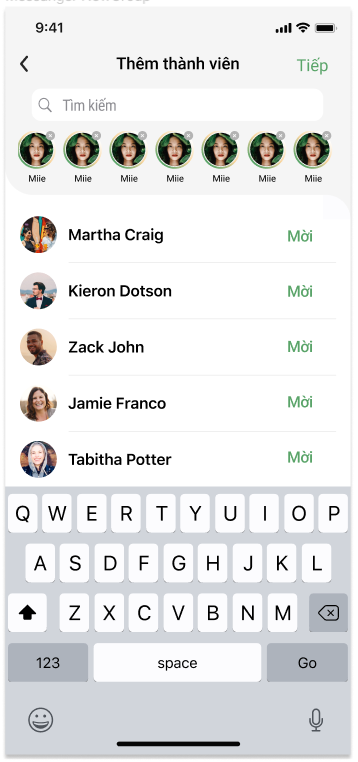 9:41
Thêm thành viên
Tiếp
Tìm kiếm
Miie Miie Miie Miie Miie Miie Miie
Martha Craig Mời
Kieron Dotson Mời
Zack John Mời
Jamie Franco Mời
Tabitha Potter Mời
Q W E R T Y U I O P
A S D F G H J K L
Z X C V B N M
123 space Go